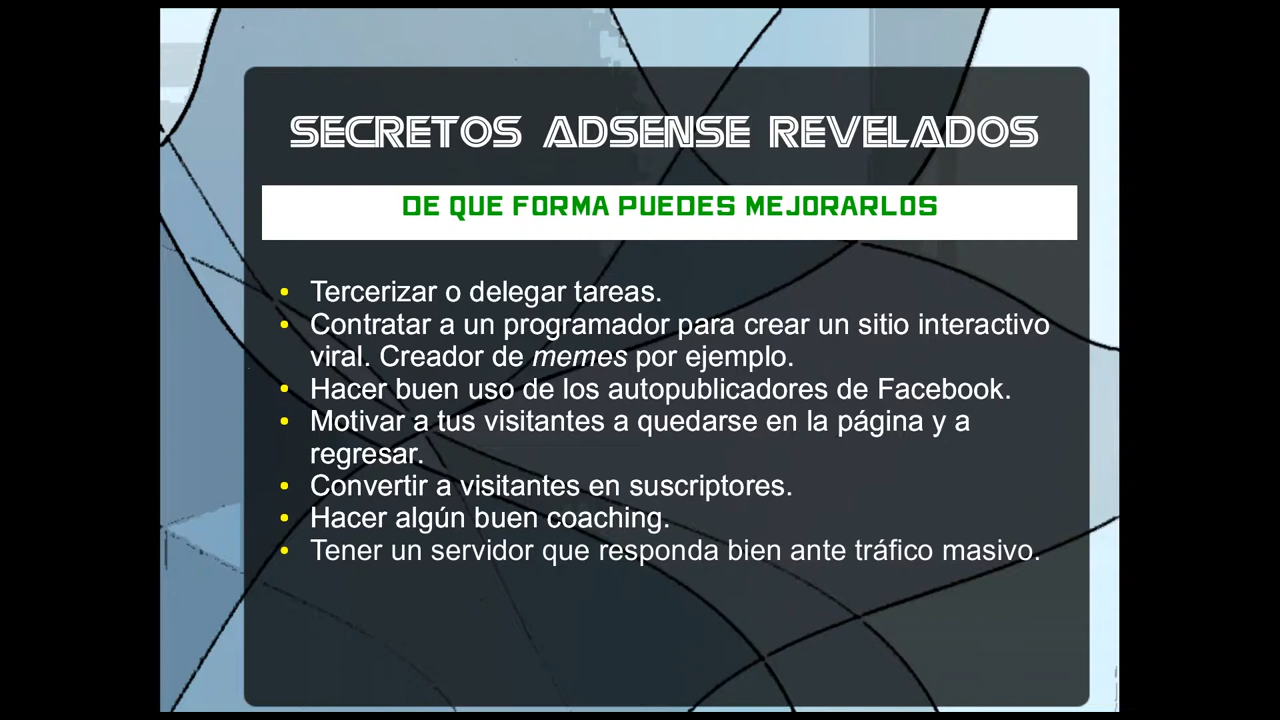 SECRETOS ADSENSE REVELADOS
DE QUE FORMA PUEDES MEJORARLOS
• Tercerizar o delegar tareas.
• Contratar a un programador para crear un sitio interactivo
viral. Creador de memes por ejemplo.
• Hacer buen uso de los autopublicadores de Facebook.
• Motivar a tus visitantes a quedarse en la página y a
regresar.
• Convertir a visitantes en suscriptores.
• Hacer algún buen coaching.
• Tener un servidor que responda bien ante tráfico masivo.